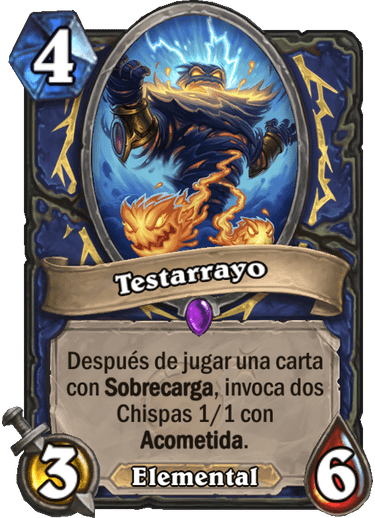 4
Testarrayo
Después de jugar una carta
con Sobrecarga, invoca dos
Chispas 1/1 con
Acometida.
3
Elemental
6